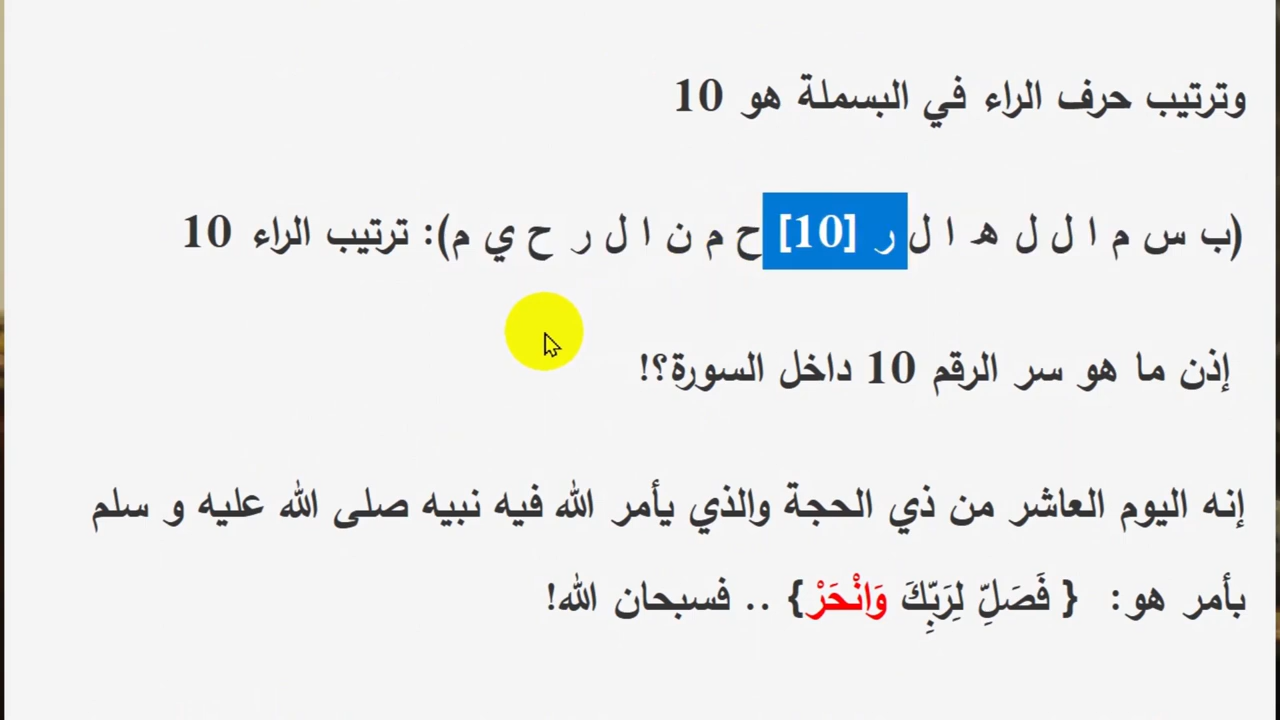 وترتيب حرف الراء في البسملة هو 10
(ب س م ا ل ل ه ا ل ر [10] ح م ن ا ل ر ح ي م): ترتيب الراء 10
إذن ما هو سر الرقم 10 داخل السورة؟!
إنه اليوم العاشر من ذي الحجة والذي يأمر الله فيه نبيه صلى الله عليه و سلم
بأمر هو: { فَصَلِّ لِرَبِّكَ وَانْحَرْ} .. فسبحان الله!